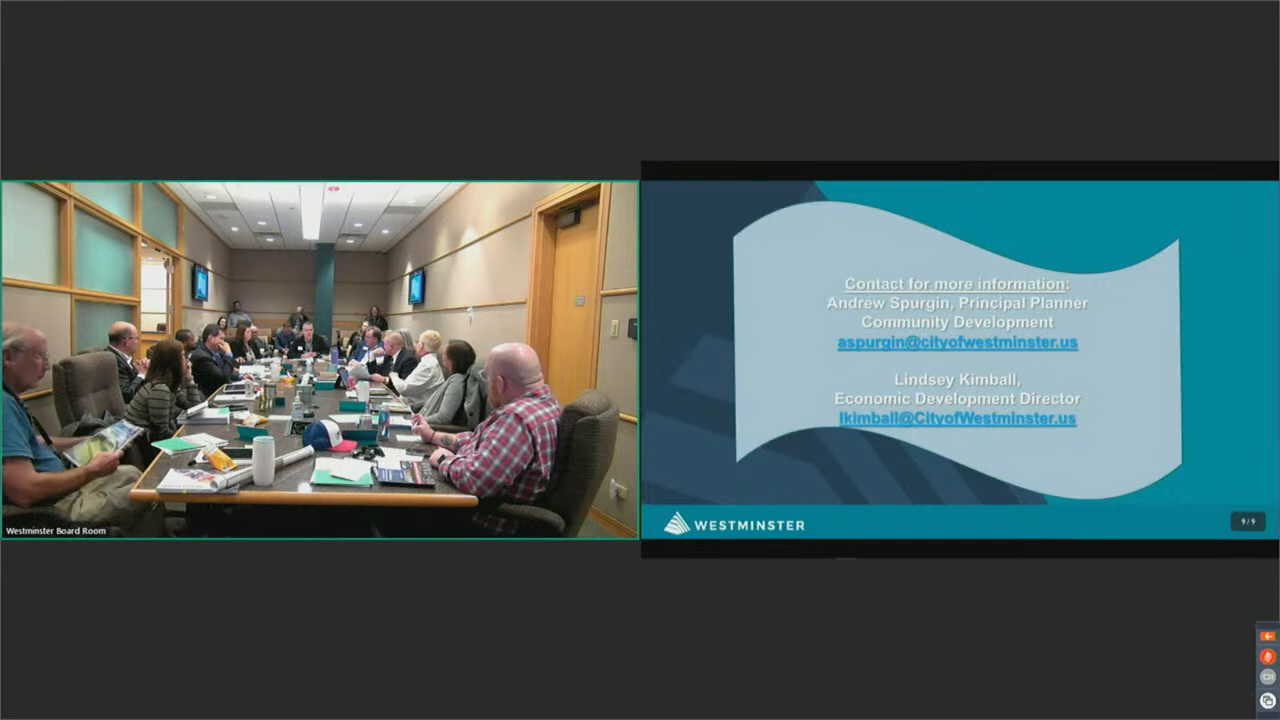 Westminster Board Room
Contact for more information:
Andrew Spurgin, Principal Planner
Community Development
aspurgin@cityofwestminster.us
Lindsey Kimball,
Economic Development Director
lkimball@CityofWestminster.us
WESTMINSTER
9/9